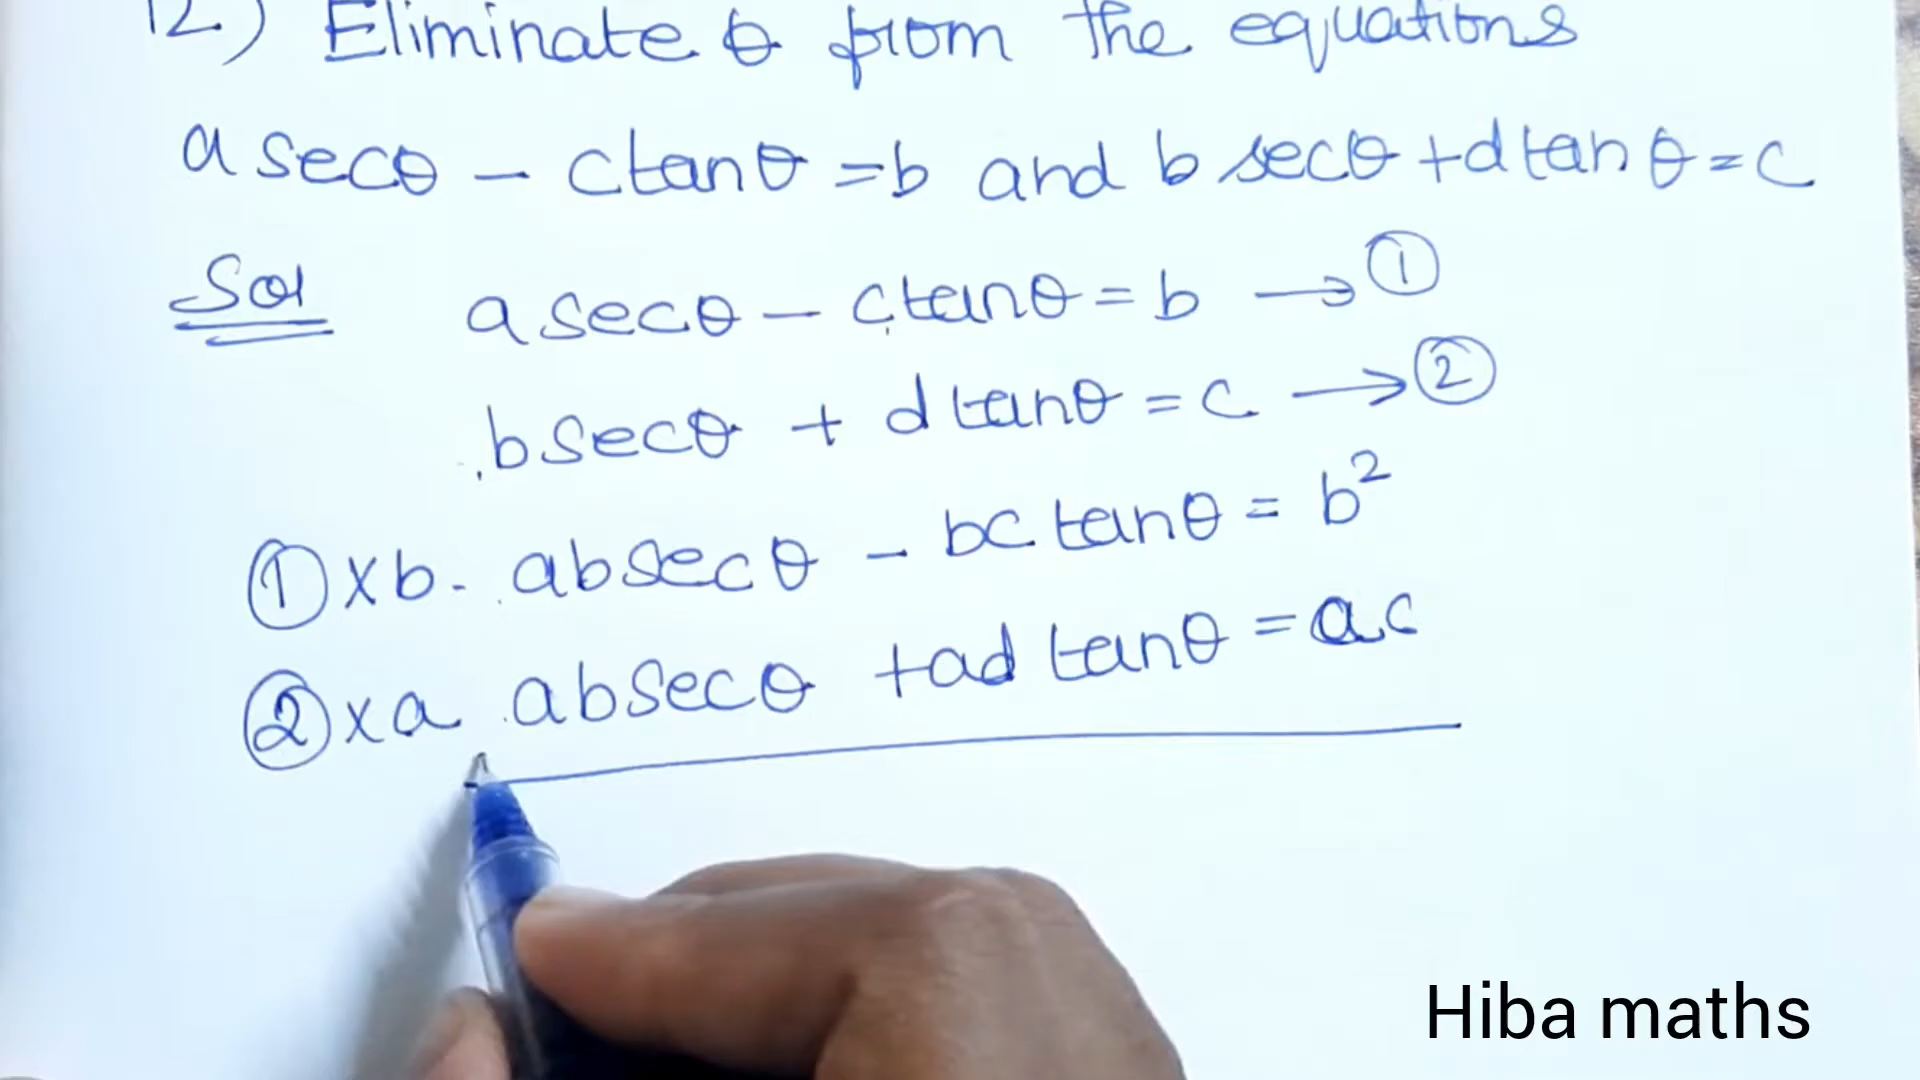 12) Eliminate θ from the equations
a secθ - c tanθ = b and b secθ + d tan θ = c
Sol a secθ - c tanθ = b → ①
b secθ + d tanθ = c → ②
① × b . ab secθ - bc tanθ = b²
② × a ab secθ + ad tanθ = ac
Hiba maths